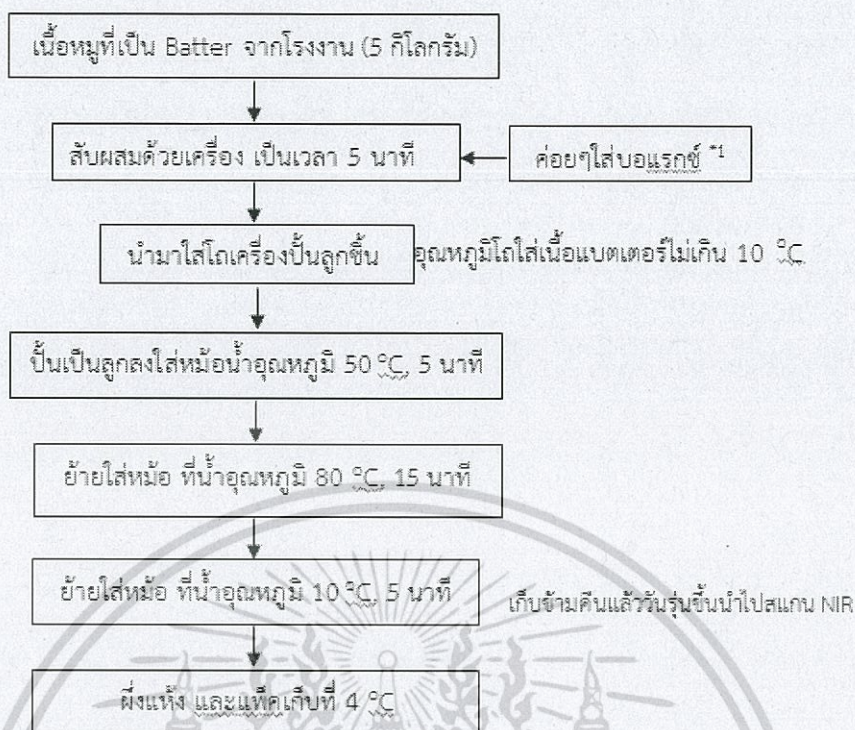 เนื้อหมูที่เป็น Batter จากโรงงาน (5 กิโลกรัม)
สับผสมด้วยเครื่อง เป็นเวลา 5 นาที
ค่อยๆใส่บอแรกซ์ *1
นำมาใส่โถเครื่องปั้นลูกชิ้น
อุณหภูมิโถใส่เนื้อแบตเตอร์ไม่เกิน 10 °C
ปั้นเป็นลูกลงใส่หม้อน้ำอุณหภูมิ 50 °C, 5 นาที
ย้ายใส่หม้อ ที่น้ำอุณหภูมิ 80 °C, 15 นาที
ย้ายใส่หม้อ ที่น้ำอุณหภูมิ 10 °C, 5 นาที
เก็บข้ามคืนแล้ววันรุ่นขึ้นนำไปสแกน NIR
ผึ่งแห้ง และแพ็คเก็บที่ 4 °C